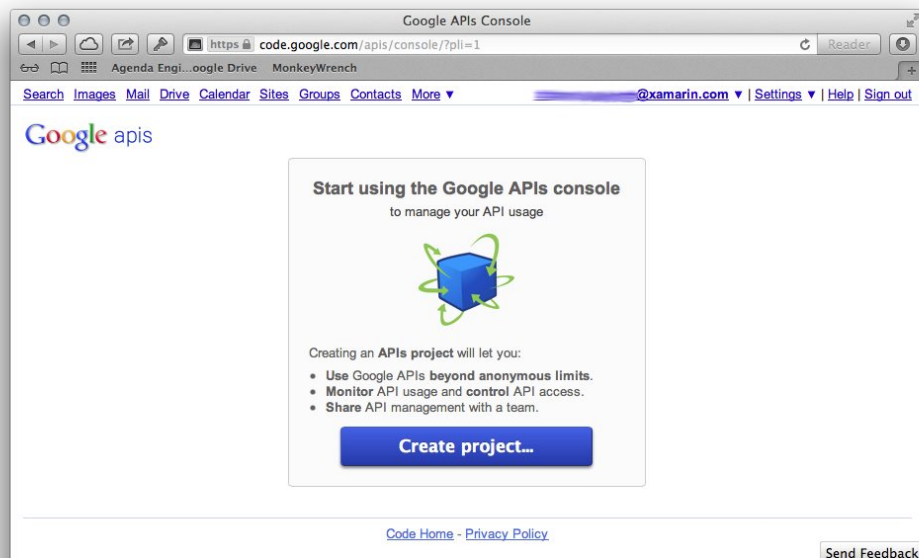 Google APIs Console
https code.google.com/apis/console/?pli=1 Reader
Agenda Engi...oogle Drive MonkeyWrench
Search Images Mail Drive Calendar Sites Groups Contacts More ▼ @xamarin.com ▼ | Settings ▼ | Help | Sign out
Google apis
Start using the Google APIs console
to manage your API usage
Creating an APIs project will let you:
• Use Google APIs beyond anonymous limits.
• Monitor API usage and control API access.
• Share API management with a team.
Create project...
Code Home - Privacy Policy
Send Feedback